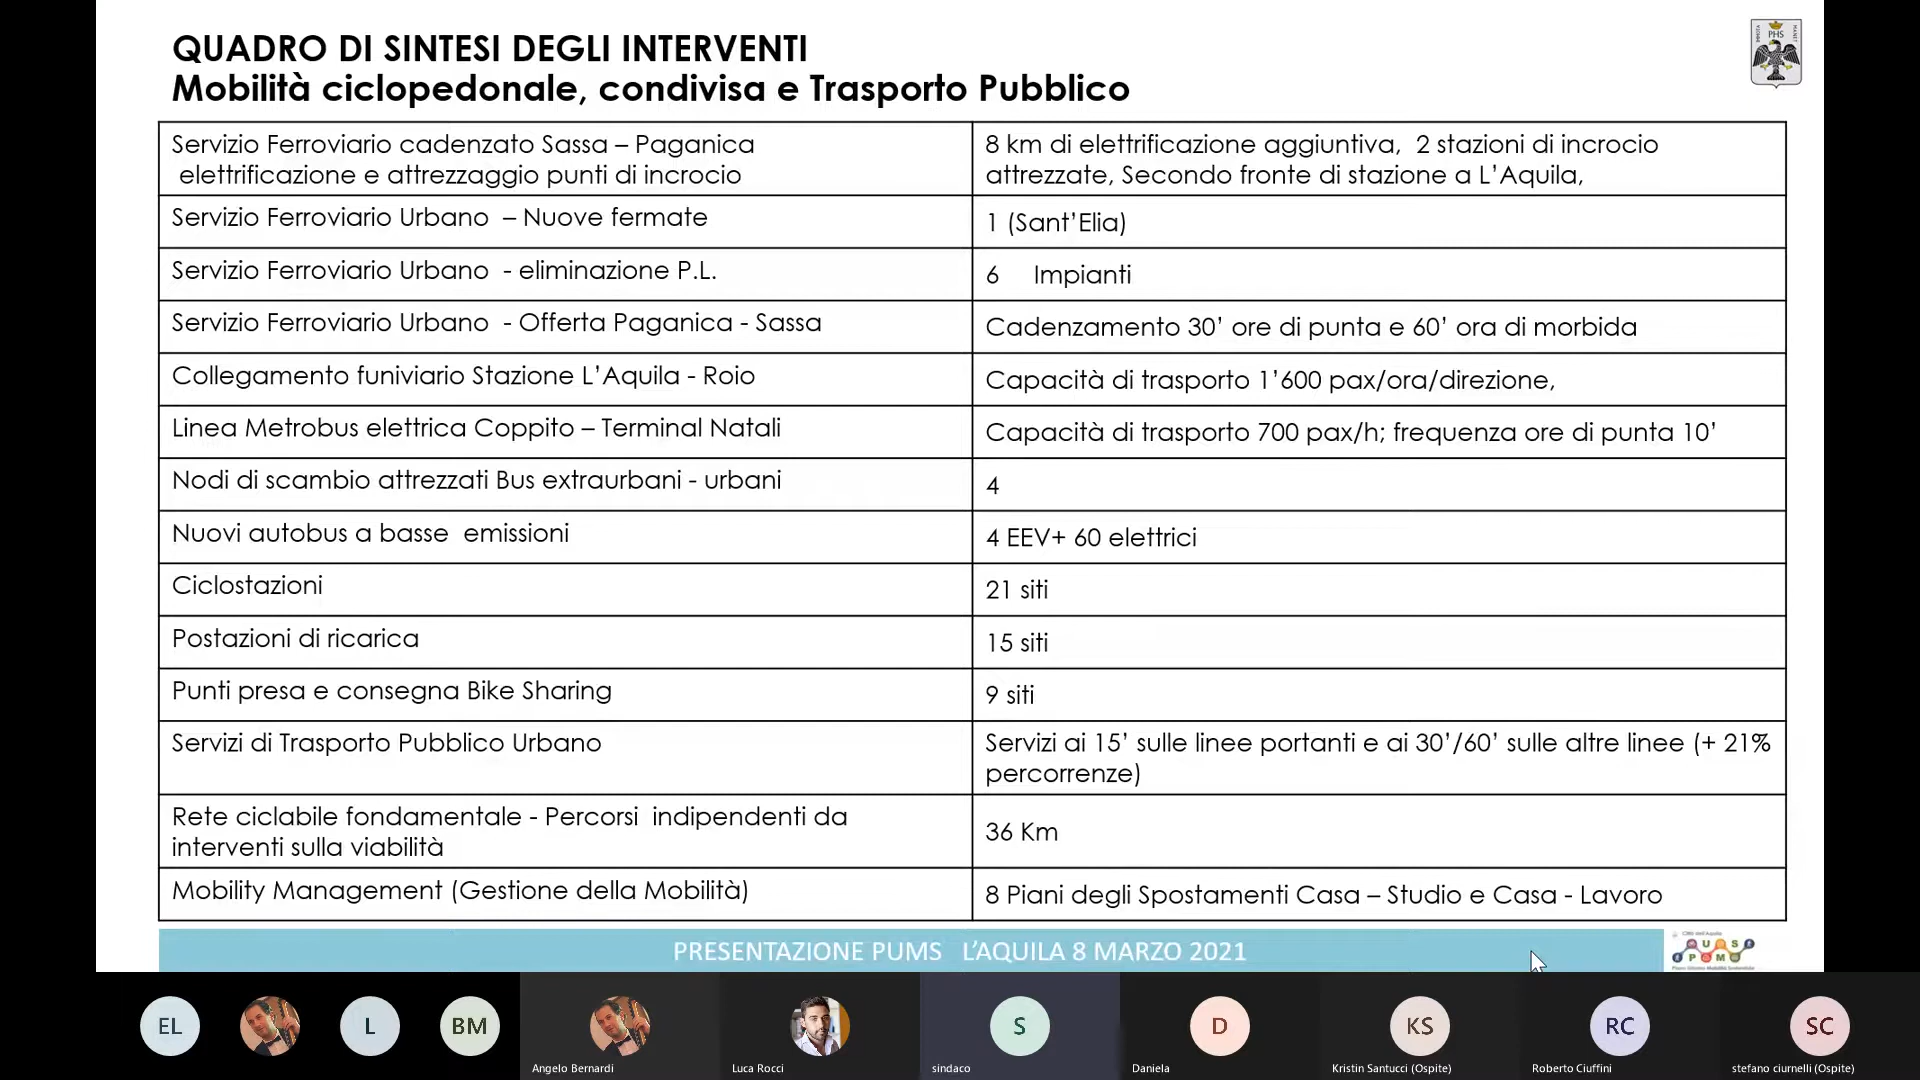 QUADRO DI SINTESI DEGLI INTERVENTI
Mobilità ciclopedonale, condivisa e Trasporto Pubblico
PHS
Servizio Ferroviario cadenzato Sassa – Paganica
elettrificazione e attrezzaggio punti di incrocio
8 km di elettrificazione aggiuntiva, 2 stazioni di incrocio
attrezzate, Secondo fronte di stazione a L’Aquila,
Servizio Ferroviario Urbano – Nuove fermate
1 (Sant’Elia)
Servizio Ferroviario Urbano - eliminazione P.L.
6 Impianti
Servizio Ferroviario Urbano - Offerta Paganica - Sassa
Cadenzamento 30’ ore di punta e 60’ ora di morbida
Collegamento funiviario Stazione L’Aquila - Roio
Capacità di trasporto 1’600 pax/ora/direzione,
Linea Metrobus elettrica Coppito – Terminal Natali
Capacità di trasporto 700 pax/h; frequenza ore di punta 10’
Nodi di scambio attrezzati Bus extraurbani - urbani
4
Nuovi autobus a basse emissioni
4 EEV+ 60 elettrici
Ciclostazioni
21 siti
Postazioni di ricarica
15 siti
Punti presa e consegna Bike Sharing
9 siti
Servizi di Trasporto Pubblico Urbano
Servizi ai 15’ sulle linee portanti e ai 30’/60’ sulle altre linee (+ 21%
percorrenze)
Rete ciclabile fondamentale - Percorsi indipendenti da
interventi sulla viabilità
36 Km
Mobility Management (Gestione della Mobilità)
8 Piani degli Spostamenti Casa – Studio e Casa - Lavoro
PRESENTAZIONE PUMS L’AQUILA 8 MARZO 2021
EL
L
BM
S
D
KS
RC
SC
Angelo Bernardi
Luca Rocci
sindaco
Daniela
Kristin Santucci (Ospite)
Roberto Ciuffini
stefano ciurnelli (Ospite)